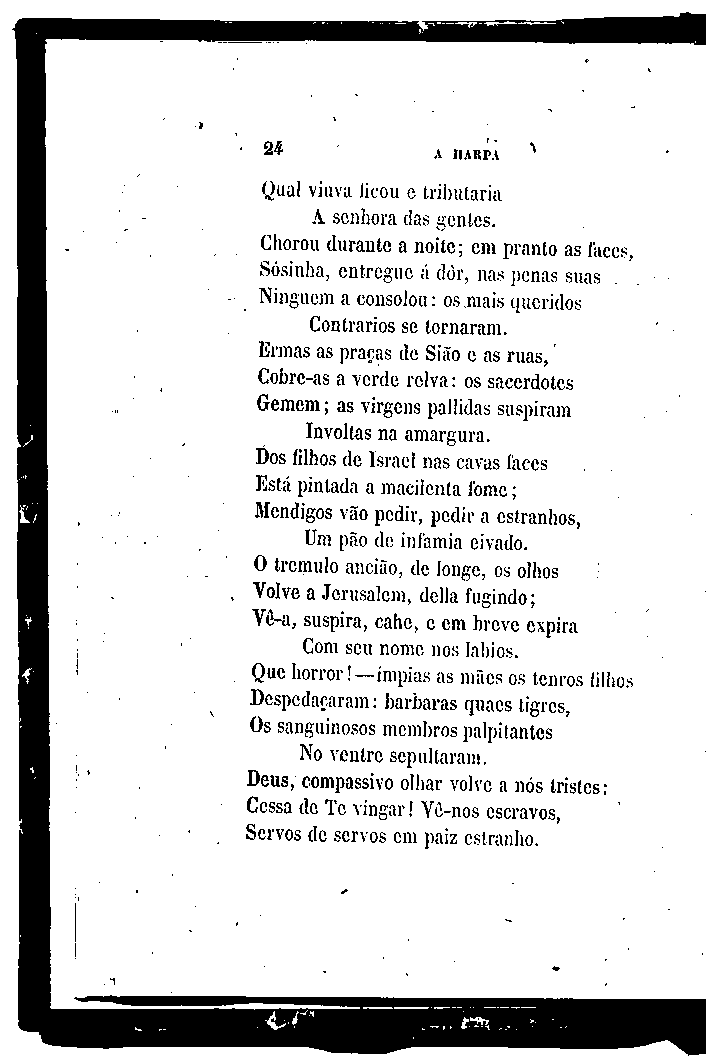 24 A HARPA
Qual viuva ficou e tributaria
A senhora das gentes.
Chorou durante a noite; em pranto as faces,
Sósinha, entregue á dôr, nas penas suas
Ninguem a consolou: os mais queridos
Contrarios se tornaram.
Ermas as praças de Sião e as ruas,
Cobre-as a verde relva: os sacerdotes
Gemem; as virgens pallidas suspiram
Involtas na amargura.
Dos filhos de Israel nas cavas faces
Está pintada a macilenta fome;
Mendigos vão pedir, pedir a estranhos,
Um pão de infamia eivado.
O tremulo ancião, de longe, os olhos
Volve a Jerusalem, della fugindo;
Vê-a, suspira, cahe, e em breve expira
Com seu nome nos labios.
Que horror!—ímpias as mães os tenros filhos
Despedaçaram: barbaras quaes tigres,
Os sanguinosos membros palpitantes
No ventre sepultaram.
Deus, compassivo olhar volve a nós tristes:
Cessa de Te vingar! Vê-nos escravos,
Servos de servos em paiz estranho.